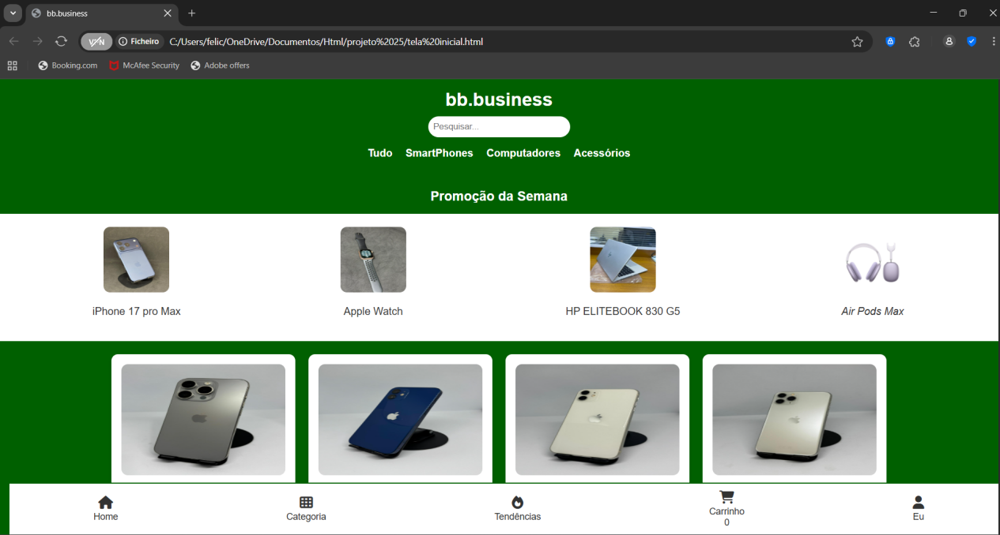 bb.business
VPN
Ficheiro
C:/Users/felic/OneDrive/Documentos/Html/projeto%2025/tela%20inicial.html
Booking.com
McAfee Security
Adobe offers
bb.business
Pesquisar...
Tudo SmartPhones Computadores Acessórios
Promoção da Semana
iPhone 17 pro Max
Apple Watch
HP ELITEBOOK 830 G5
Air Pods Max
Home
Categoria
Tendências
Carrinho
0
Eu